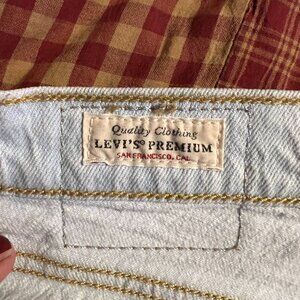 Quality Clothing
LEVI'S® PREMIUM
SAN FRANCISCO, CAL.